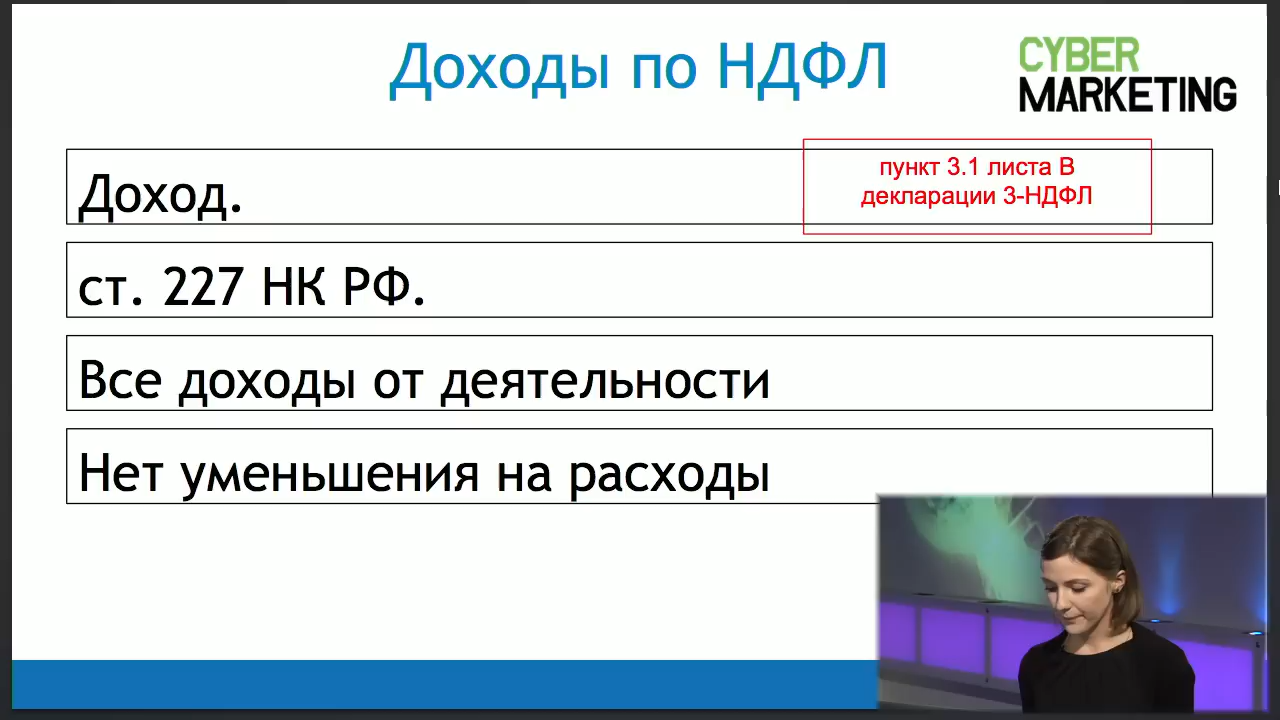 Доходы по НДФЛ
CYBER
MARKETING
Доход.
пункт 3.1 листа В
декларации 3-НДФЛ
ст. 227 НК РФ.
Все доходы от деятельности
Нет уменьшения на расходы